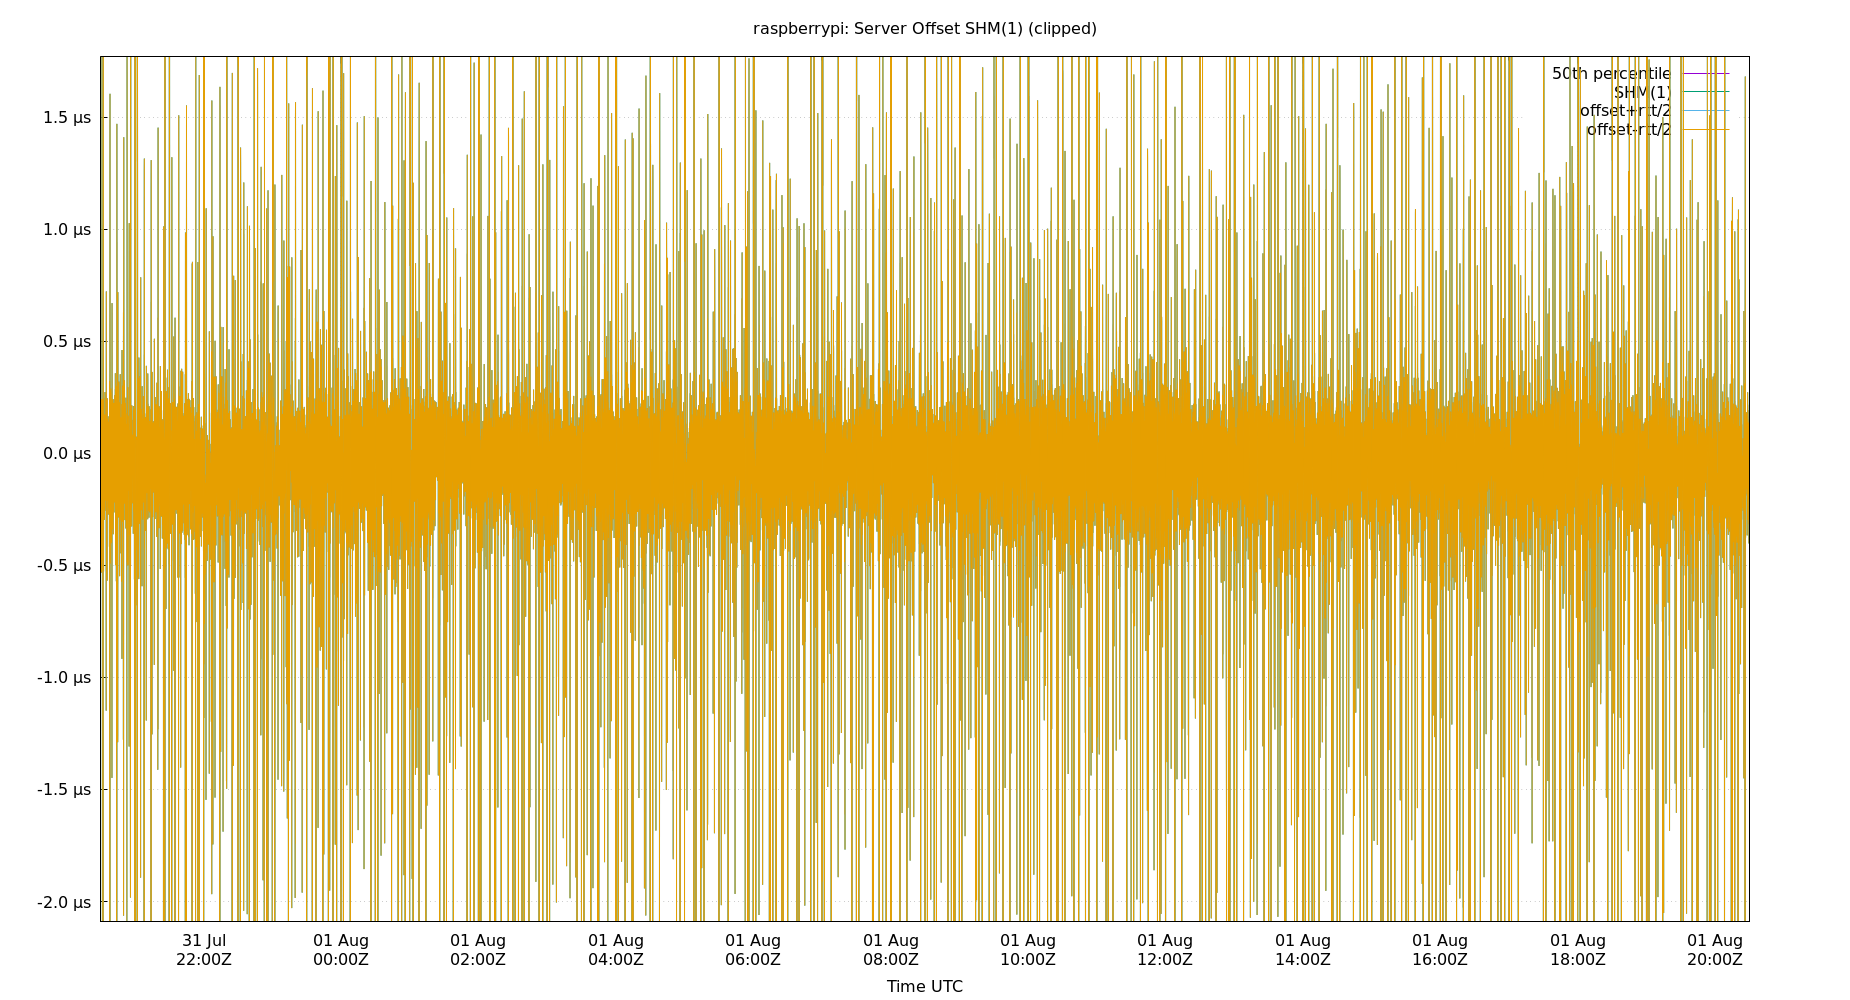 raspberrypi: Server Offset SHM(1) (clipped)
50th percentile
SHM(1)
offset+rtt/2
offset-rtt/2
1.5 µs
1.0 µs
0.5 µs
0.0 µs
-0.5 µs
-1.0 µs
-1.5 µs
-2.0 µs
31 Jul 01 Aug 01 Aug 01 Aug 01 Aug 01 Aug 01 Aug 01 Aug 01 Aug 01 Aug 01 Aug 01 Aug
22:00Z 00:00Z 02:00Z 04:00Z 06:00Z 08:00Z 10:00Z 12:00Z 14:00Z 16:00Z 18:00Z 20:00Z
Time UTC